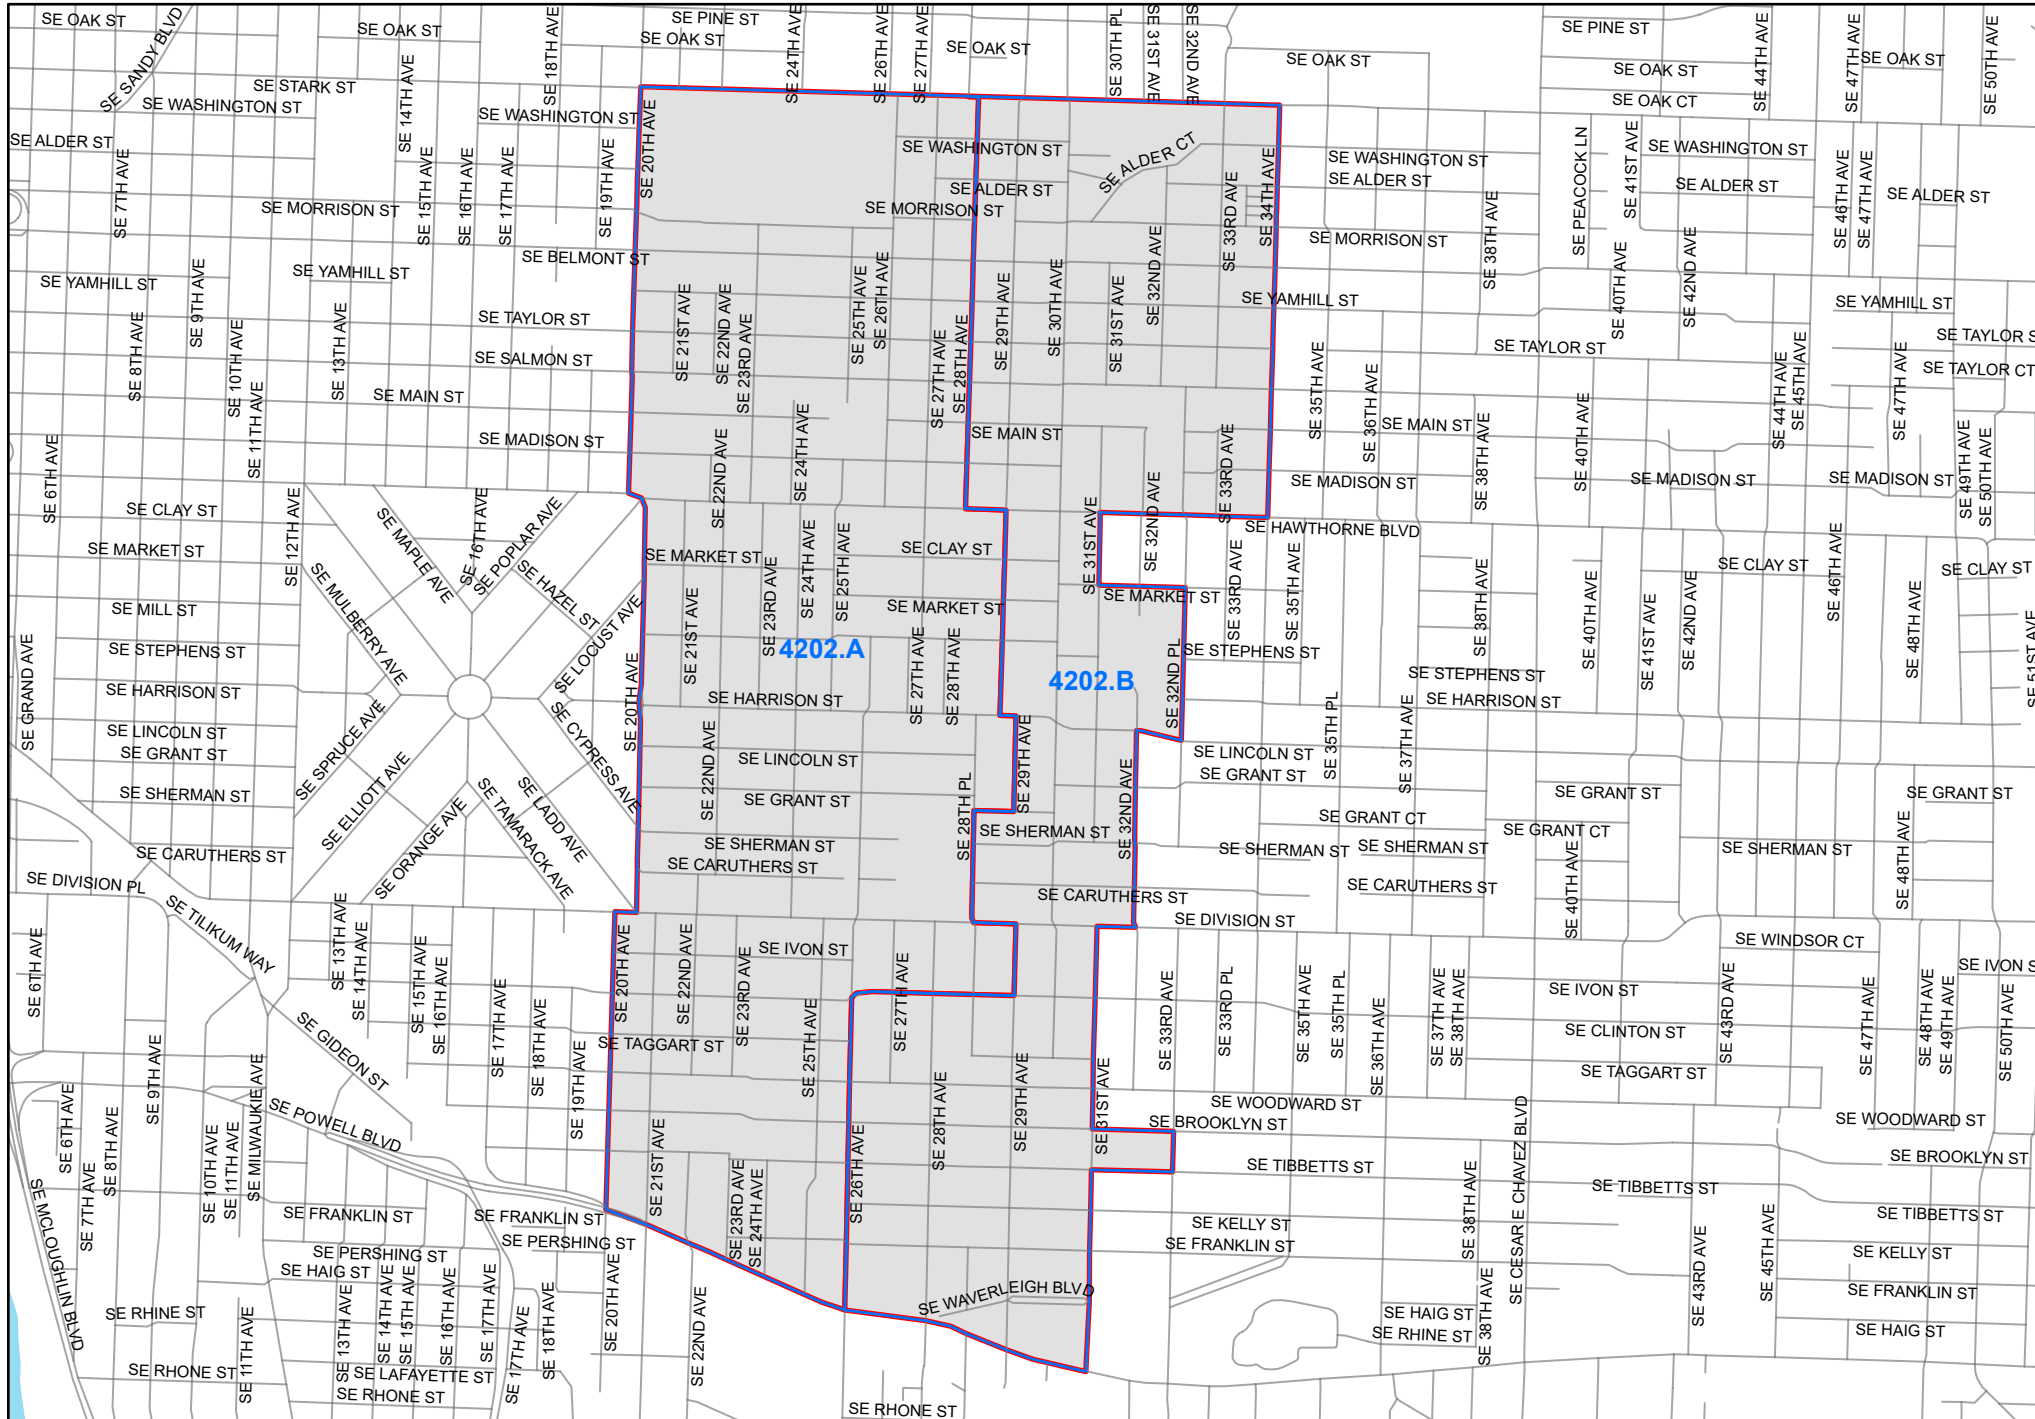 SE OAK ST
SE SANDY BLVD
SE OAK ST
SE 18TH AVE
SE PINE ST
SE OAK ST
SE 24TH AVE
SE 26TH AVE
SE 27TH AVE
SE OAK ST
SE 30TH PL
SE 31ST AVE
SE 32ND AVE
SE OAK ST
SE PINE ST
SE OAK ST
SE OAK CT
SE 44TH AVE
SE 47TH AVE
SE OAK ST
SE 50TH AVE
SE STARK ST
SE WASHINGTON ST
SE 14TH AVE
SE WASHINGTON ST
SE 20TH AVE
SE ALDER ST
SE 7TH AVE
SE 15TH AVE
SE 16TH AVE
SE 17TH AVE
SE 19TH AVE
SE WASHINGTON ST
SE ALDER CT
SE ALDER ST
SE MORRISON ST
SE MORRISON ST
SE 33RD AVE
SE 34TH AVE
SE WASHINGTON ST
SE ALDER ST
SE MORRISON ST
SE 38TH AVE
SE PEACOCK LN
SE 41ST AVE
SE WASHINGTON ST
SE ALDER ST
SE 46TH AVE
SE 47TH AVE
SE ALDER ST
SE BELMONT ST
SE YAMHILL ST
SE YAMHILL ST
SE 9TH AVE
SE 8TH AVE
SE 10TH AVE
SE 11TH AVE
SE 13TH AVE
SE TAYLOR ST
SE SALMON ST
SE MAIN ST
SE MADISON ST
SE 21ST AVE
SE 22ND AVE
SE 23RD AVE
SE 25TH AVE
SE 26TH AVE
SE 27TH AVE
SE 28TH AVE
SE 29TH AVE
SE 30TH AVE
SE 31ST AVE
SE 32ND AVE
SE YAMHILL ST
SE 40TH AVE
SE 42ND AVE
SE YAMHILL ST
SE TAYLOR S
SE TAYLOR CT
SE TAYLOR ST
SE 35TH AVE
SE 36TH AVE
SE MAIN ST
SE 38TH AVE
SE 40TH AVE
SE 44TH AVE
SE 45TH AVE
SE 47TH AVE
SE 49TH AVE
SE 50TH AVE
SE MADISON ST
SE MADISON ST
SE MADISON ST
SE MAIN ST
SE 33RD AVE
SE 32ND AVE
SE 22ND AVE
SE 24TH AVE
SE 6TH AVE
SE CLAY ST
SE MARKET ST
SE 12TH AVE
SE MAPLE AVE
SE 16TH AVE
SE POPLAR AVE
SE HAZEL ST
SE LOCUST AVE
SE MULBERRY AVE
SE MARKET ST
SE 23RD AVE
SE 24TH AVE
SE 25TH AVE
SE CLAY ST
SE MARKET ST
SE 31ST AVE
SE HAWTHORNE BLVD
SE MARKET ST
SE 33RD AVE
SE 35TH AVE
SE 38TH AVE
SE 40TH AVE
SE 41ST AVE
SE 42ND AVE
SE CLAY ST
SE 46TH AVE
SE CLAY ST
SE 48TH AVE
SE 51ST AVE
SE MILL ST
SE STEPHENS ST
SE HARRISON ST
SE LINCOLN ST
SE GRANT ST
SE SHERMAN ST
SE GRAND AVE
SE SPRUCE AVE
SE ELLIOTT AVE
SE ORANGE AVE
SE TAMARACK AVE
SE LADD AVE
SE CYPRESS AVE
SE 20TH AVE
SE 21ST AVE
4202.A
SE HARRISON ST
SE 22ND AVE
SE LINCOLN ST
SE GRANT ST
SE SHERMAN ST
SE CARUTHERS ST
SE 27TH AVE
SE 28TH AVE
SE 28TH PL
SE 29TH AVE
4202.B
SE 32ND PL
SE STEPHENS ST
SE STEPHENS ST
SE HARRISON ST
SE 35TH PL
SE 37TH AVE
SE LINCOLN ST
SE GRANT ST
SE GRANT CT
SE SHERMAN ST
SE SHERMAN ST
SE CARUTHERS ST
SE SHERMAN ST
SE 32ND AVE
SE CARUTHERS ST
SE DIVISION ST
SE GRANT ST
SE GRANT CT
SE 40TH AVE
SE SHERMAN ST
SE GRANT ST
SE 48TH AVE
SE WINDSOR CT
SE IVON S
SE CARUTHERS ST
SE DIVISION PL
SE TILIKUM WAY
SE GIDEON ST
SE 6TH AVE
SE 13TH AVE
SE 14TH AVE
SE 15TH AVE
SE 16TH AVE
SE 17TH AVE
SE 18TH AVE
SE 19TH AVE
SE 20TH AVE
SE 22ND AVE
SE 23RD AVE
SE IVON ST
SE 25TH AVE
SE 27TH AVE
SE TAGGART ST
SE 28TH AVE
SE 29TH AVE
SE 31ST AVE
SE 33RD AVE
SE 33RD PL
SE 35TH AVE
SE 35TH PL
SE 36TH AVE
SE 37TH AVE
SE 38TH AVE
SE IVON ST
SE CLINTON ST
SE TAGGART ST
SE 43RD AVE
SE 47TH AVE
SE 48TH AVE
SE 49TH AVE
SE 50TH AVE
SE WOODWARD ST
SE BROOKLYN ST
SE TIBBETTS ST
SE WOODWARD ST
SE BROOKLYN ST
SE TIBBETTS ST
SE TIBBETTS ST
SE CESAR E CHAVEZ BLVD
SE 9TH AVE
SE MILWAUKIE AVE
SE POWELL BLVD
SE 6TH AVE
SE 7TH AVE
SE 8TH AVE
SE 10TH AVE
SE 11TH AVE
SE MCLOUGHLIN BLVD
SE FRANKLIN ST
SE PERSHING ST
SE HAIG ST
SE FRANKLIN ST
SE PERSHING ST
SE 21ST AVE
SE 23RD AVE
SE 24TH AVE
SE 26TH AVE
SE WAVERLEIGH BLVD
SE KELLY ST
SE FRANKLIN ST
SE 38TH AVE
SE 38TH AVE
SE HAIG ST
SE RHINE ST
SE 43RD AVE
SE 45TH AVE
SE KELLY ST
SE FRANKLIN ST
SE HAIG ST
SE RHINE ST
SE RHONE ST
SE 11TH AVE
SE 13TH AVE
SE 14TH AVE
SE 15TH AVE
SE 16TH AVE
SE 17TH AVE
SE 17TH AVE
SE 18TH AVE
SE 20TH AVE
SE 22ND AVE
SE LAFAYETTE ST
SE RHONE ST
SE RHONE ST